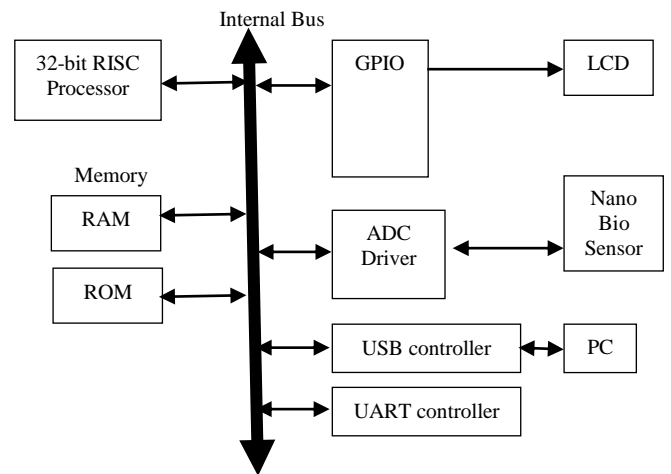 Internal Bus
32-bit RISC
Processor
GPIO
LCD
Memory
RAM
ROM
ADC
Driver
Nano
Bio
Sensor
USB controller
PC
UART controller